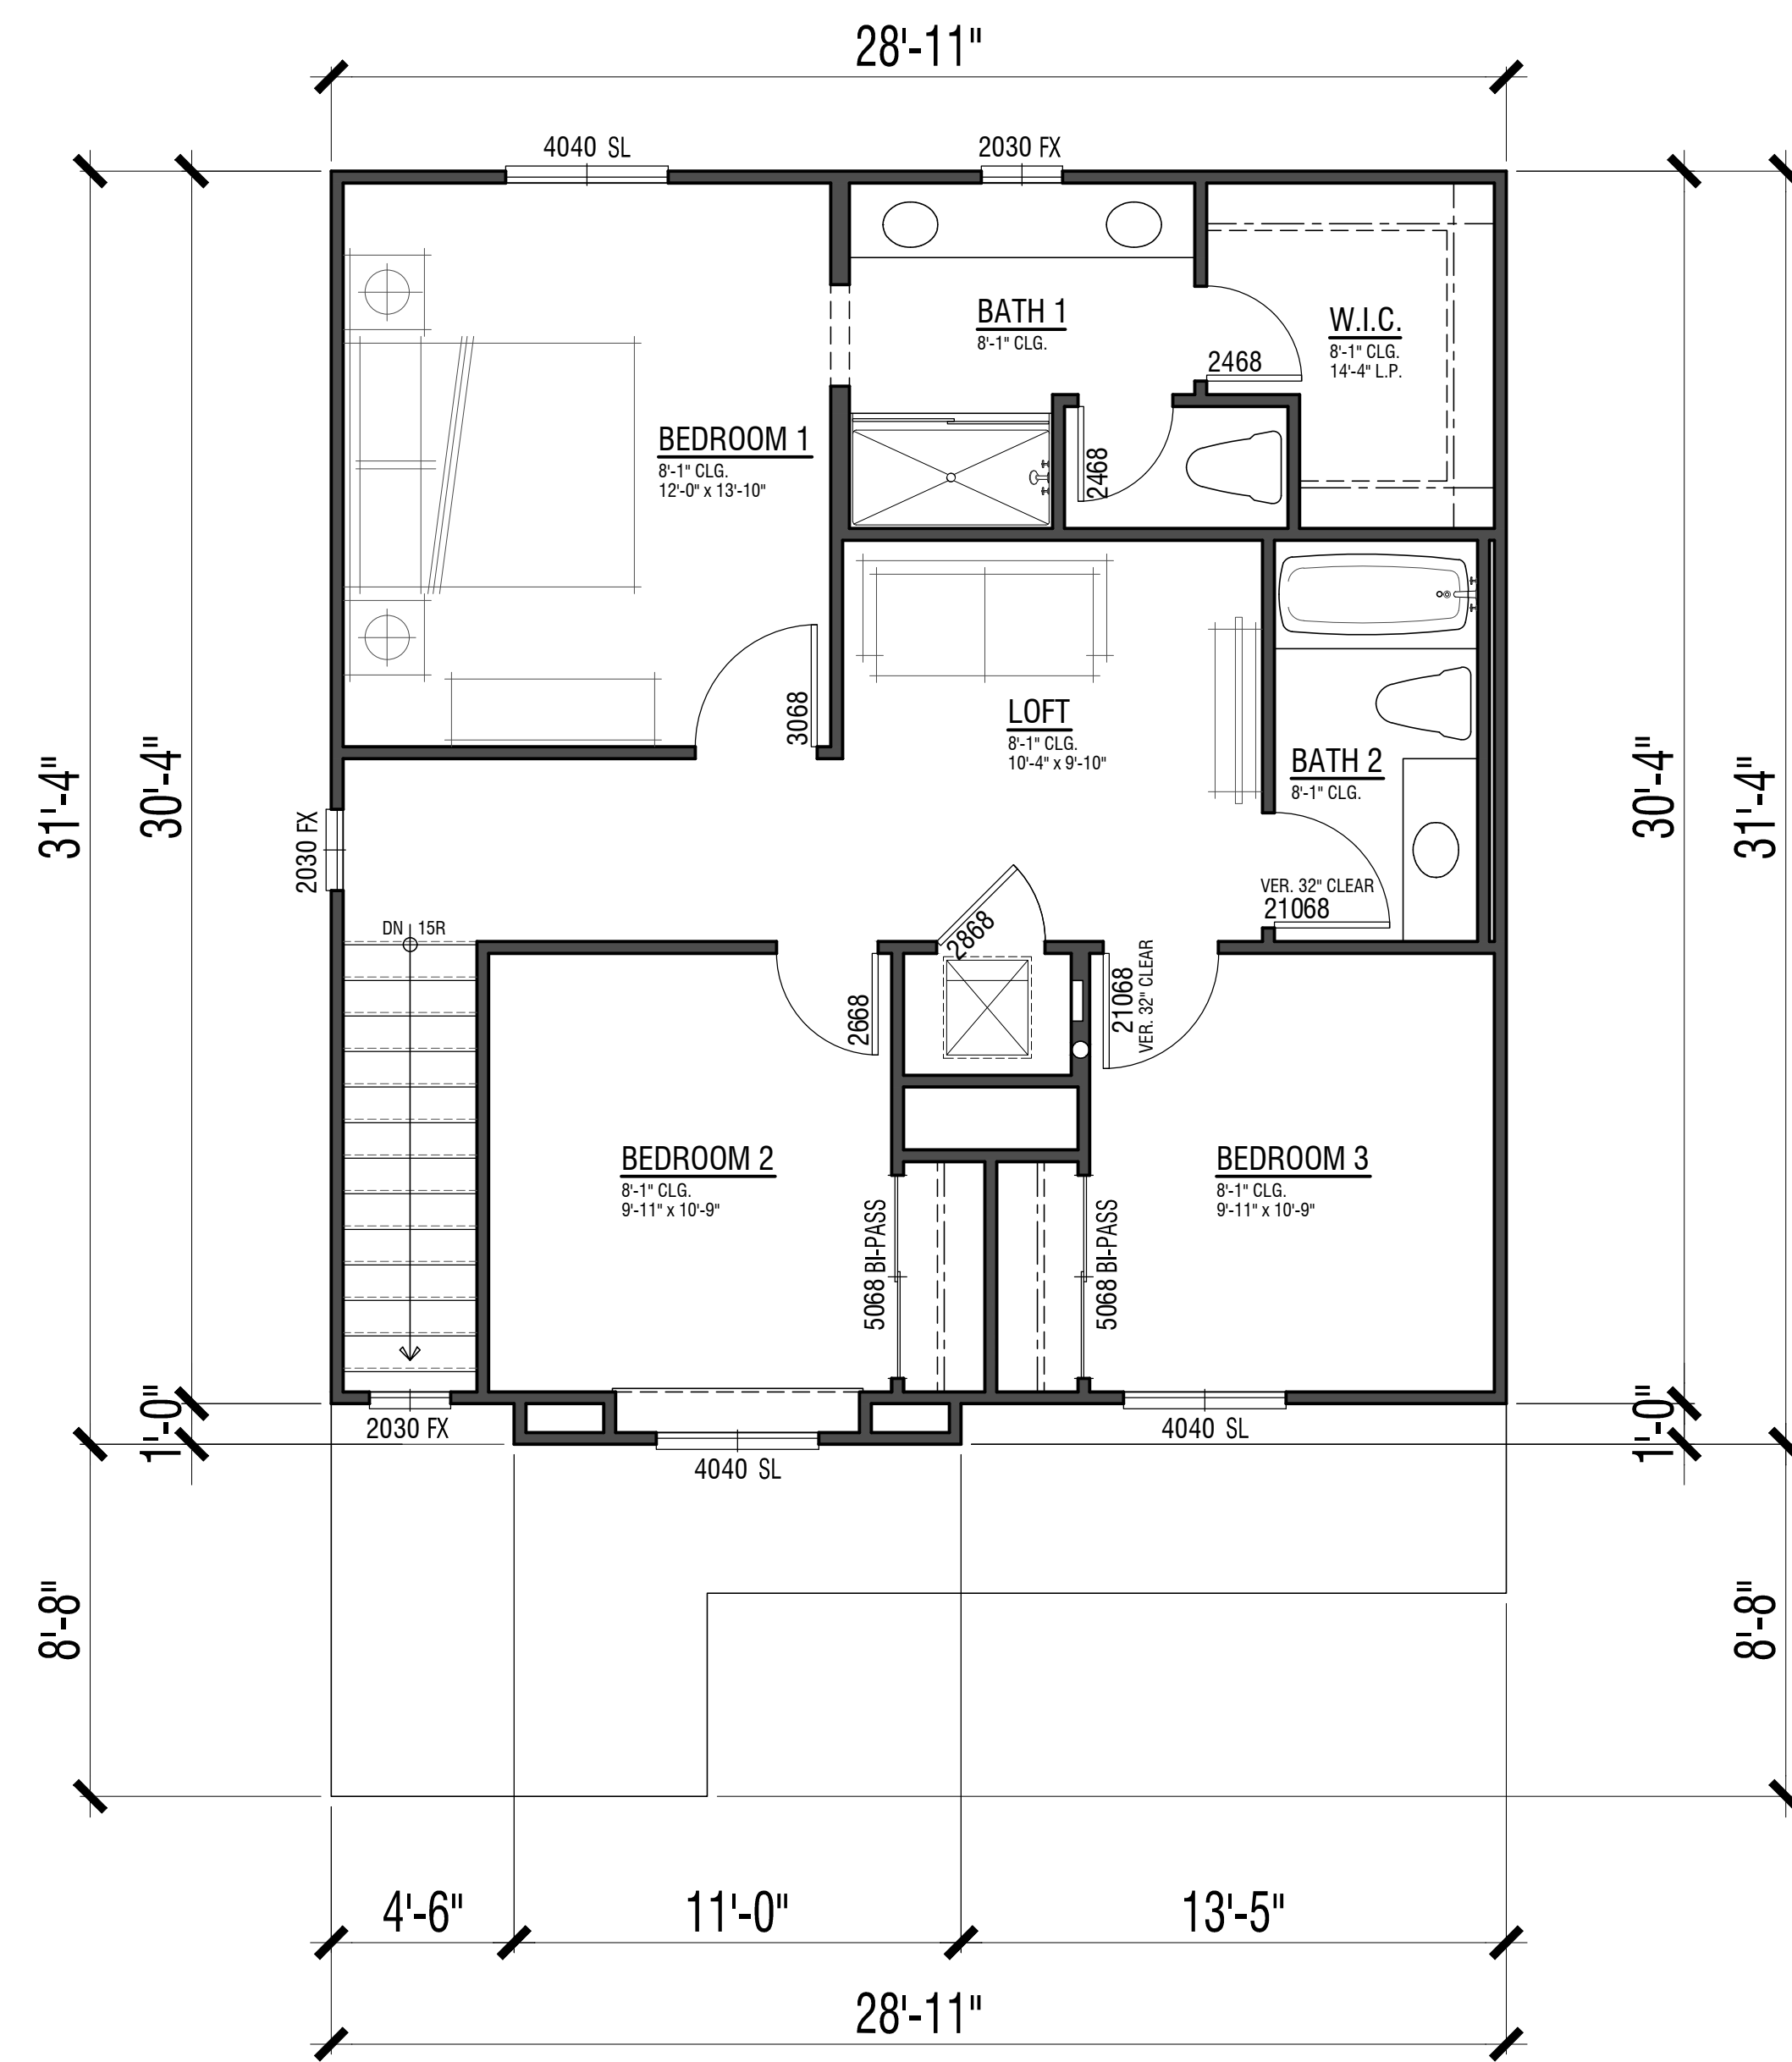 28'-11"
4040 SL
2030 FX
BATH 1
8'-1" CLG.
W.I.C.
8'-1" CLG.
14'-4" L.P.
2468
2468
BEDROOM 1
8'-1" CLG.
12'-0" x 13'-10"
3068
LOFT
8'-1" CLG.
10'-4" x 9'-10"
BATH 2
8'-1" CLG.
31'-4"
30'-4"
30'-4"
31'-4"
2030 FX
VER. 32" CLEAR
21068
DN 15R
2868
2668
21068
VER. 32" CLEAR
BEDROOM 2
8'-1" CLG.
9'-11" x 10'-9"
BEDROOM 3
8'-1" CLG.
9'-11" x 10'-9"
5068 BI-PASS
5068 BI-PASS
1'-0"
1'-0"
2030 FX
4040 SL
4040 SL
8'-8"
8'-8"
4'-6"
11'-0"
13'-5"
28'-11"